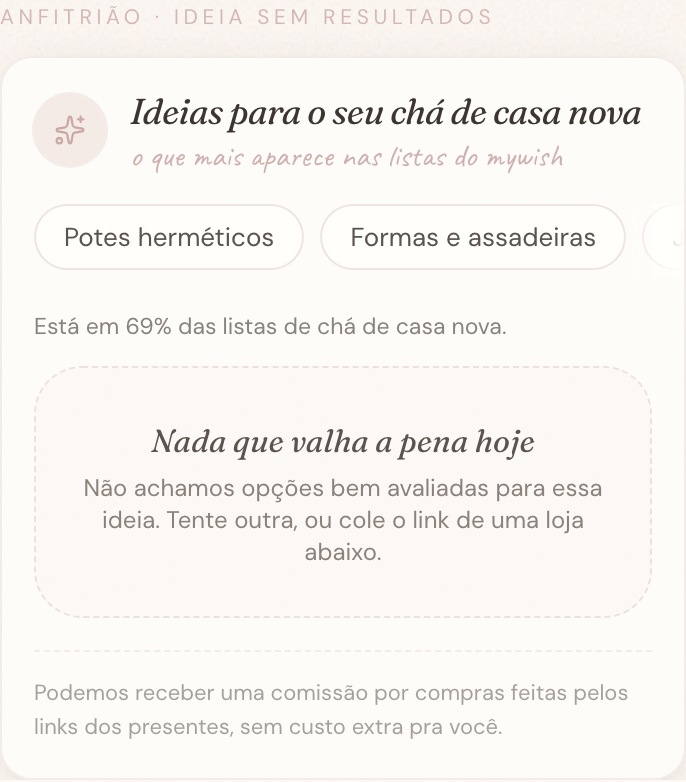 ANFITRIÃO · IDEIA SEM RESULTADOS
Ideias para o seu chá de casa nova
o que mais aparece nas listas do mywish
Potes herméticos
Formas e assadeiras
Está em 69% das listas de chá de casa nova.
Nada que valha a pena hoje
Não achamos opções bem avaliadas para essa
ideia. Tente outra, ou cole o link de uma loja
abaixo.
Podemos receber uma comissão por compras feitas pelos
links dos presentes, sem custo extra pra você.